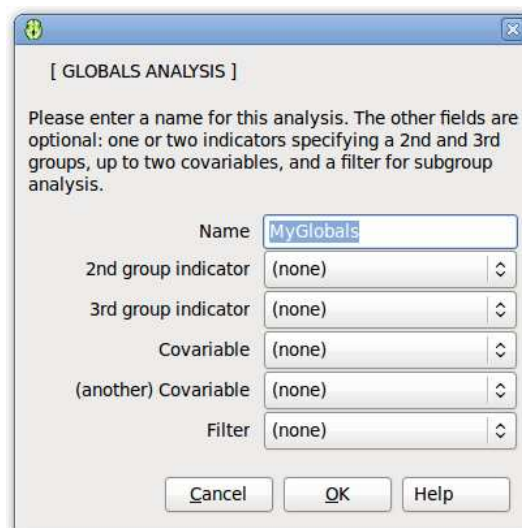 [ GLOBALS ANALYSIS ]
Please enter a name for this analysis. The other fields are
optional: one or two indicators specifying a 2nd and 3rd
groups, up to two covariables, and a filter for subgroup
analysis.
Name MyGlobals
2nd group indicator (none)
3rd group indicator (none)
Covariable (none)
(another) Covariable (none)
Filter (none)
Cancel OK Help